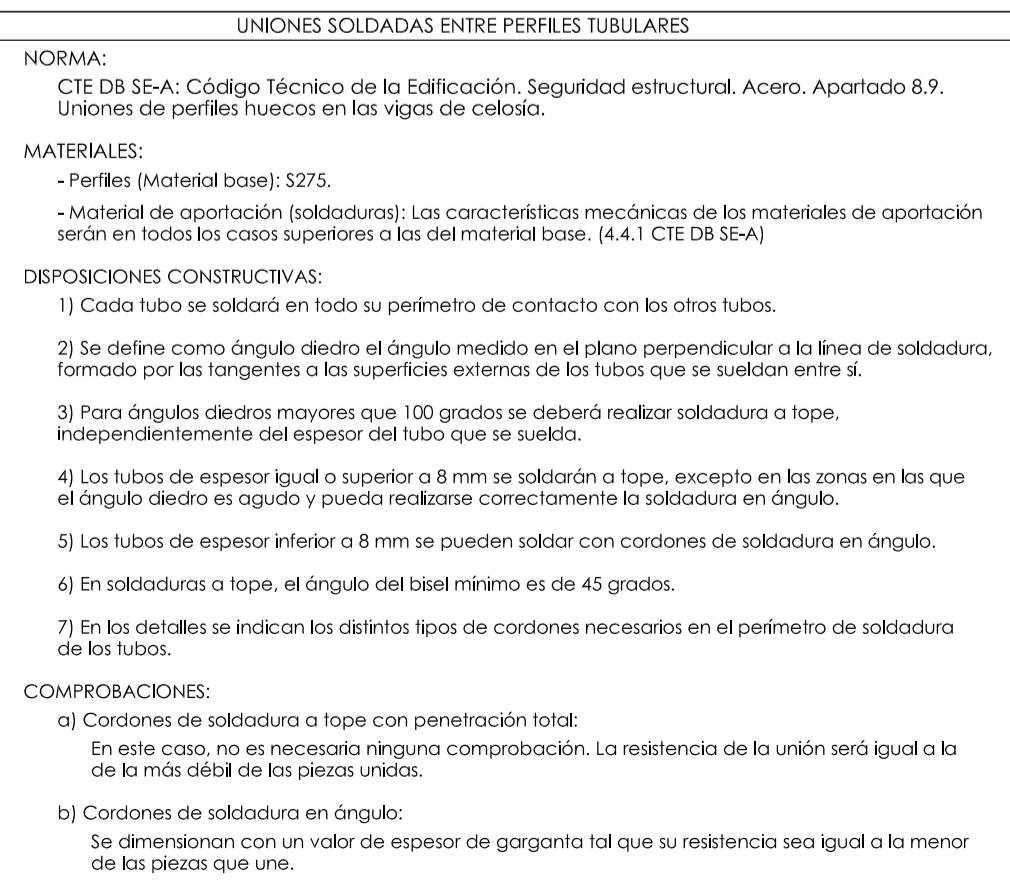 UNIONES SOLDADAS ENTRE PERFILES TUBULARES
NORMA:
CTE DB SE-A: Código Técnico de la Edificación. Seguridad estructural. Acero. Apartado 8.9.
Uniones de perfiles huecos en las vigas de celosía.
MATERIALES:
- Perfiles (Material base): S275.
- Material de aportación (soldaduras): Las características mecánicas de los materiales de aportación
serán en todos los casos superiores a las del material base. (4.4.1 CTE DB SE-A)
DISPOSICIONES CONSTRUCTIVAS:
1) Cada tubo se soldará en todo su perímetro de contacto con los otros tubos.
2) Se define como ángulo diedro el ángulo medido en el plano perpendicular a la línea de soldadura,
formado por las tangentes a las superficies externas de los tubos que se sueldan entre sí.
3) Para ángulos diedros mayores que 100 grados se deberá realizar soldadura a tope,
independientemente del espesor del tubo que se suelda.
4) Los tubos de espesor igual o superior a 8 mm se soldarán a tope, excepto en las zonas en las que
el ángulo diedro es agudo y pueda realizarse correctamente la soldadura en ángulo.
5) Los tubos de espesor inferior a 8 mm se pueden soldar con cordones de soldadura en ángulo.
6) En soldaduras a tope, el ángulo del bisel mínimo es de 45 grados.
7) En los detalles se indican los distintos tipos de cordones necesarios en el perímetro de soldadura
de los tubos.
COMPROBACIONES:
a) Cordones de soldadura a tope con penetración total:
En este caso, no es necesaria ninguna comprobación. La resistencia de la unión será igual a la
de la más débil de las piezas unidas.
b) Cordones de soldadura en ángulo:
Se dimensionan con un valor de espesor de garganta tal que su resistencia sea igual a la menor
de las piezas que une.